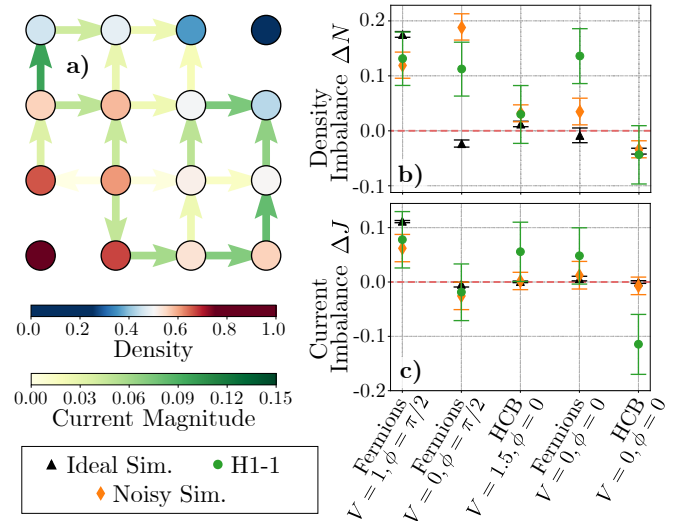 a)
0.0 0.2 0.4 0.6 0.8 1.0
Density
0.00 0.03 0.06 0.09 0.12 0.15
Current Magnitude
Ideal Sim.
H1-1
Noisy Sim.
Density
Imbalance ΔN
0.2
0.1
0.0
-0.1
b)
Current
Imbalance ΔJ
0.1
0.0
-0.1
-0.2
c)
Fermions
V = 1, ϕ = π/2
Fermions
V = 0, ϕ = π/2
HCB
V = 1.5, ϕ = 0
Fermions
V = 0, ϕ = 0
HCB
V = 0, ϕ = 0